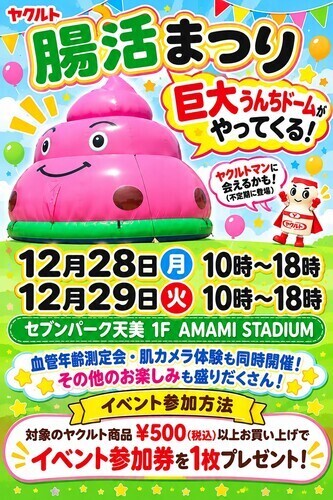 ヤクルト
腸活まつり
巨大うんちドームが
やってくる!
ヤクルトマンに
会えるかも!
(不定期に登場)
ヤクルト
12月28日月 10時～18時
12月29日火 10時～18時
セブンパーク天美 1F AMAMI STADIUM
血管年齢測定会・肌カメラ体験も同時開催!
その他のお楽しみも盛りだくさん!
イベント参加方法
対象のヤクルト商品 ¥500(税込)以上お買い上げで
イベント参加券を1枚プレゼント!